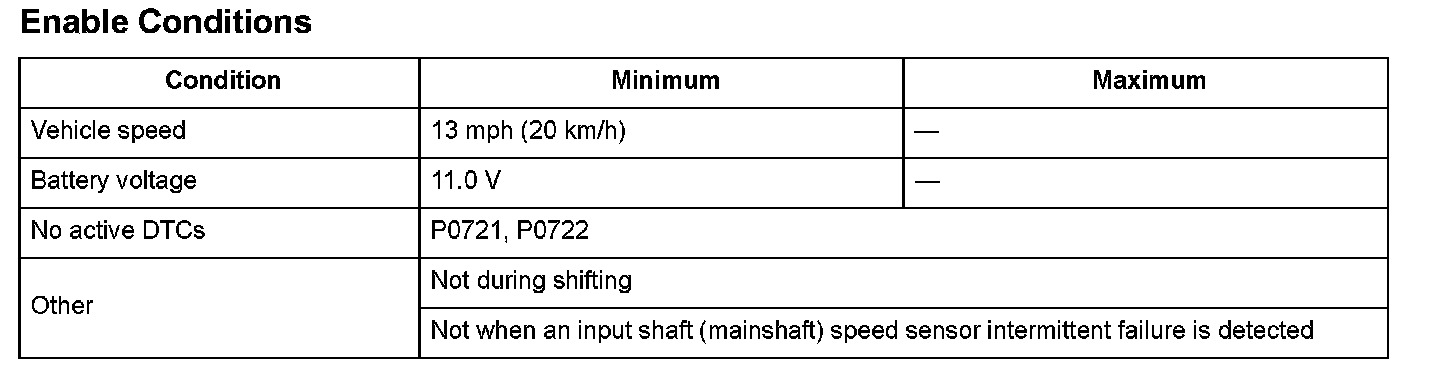 Enable Conditions
Condition Minimum Maximum
Vehicle speed 13 mph (20 km/h) —
Battery voltage 11.0 V —
No active DTCs P0721, P0722
Other
Not during shifting
Not when an input shaft (mainshaft) speed sensor intermittent failure is detected